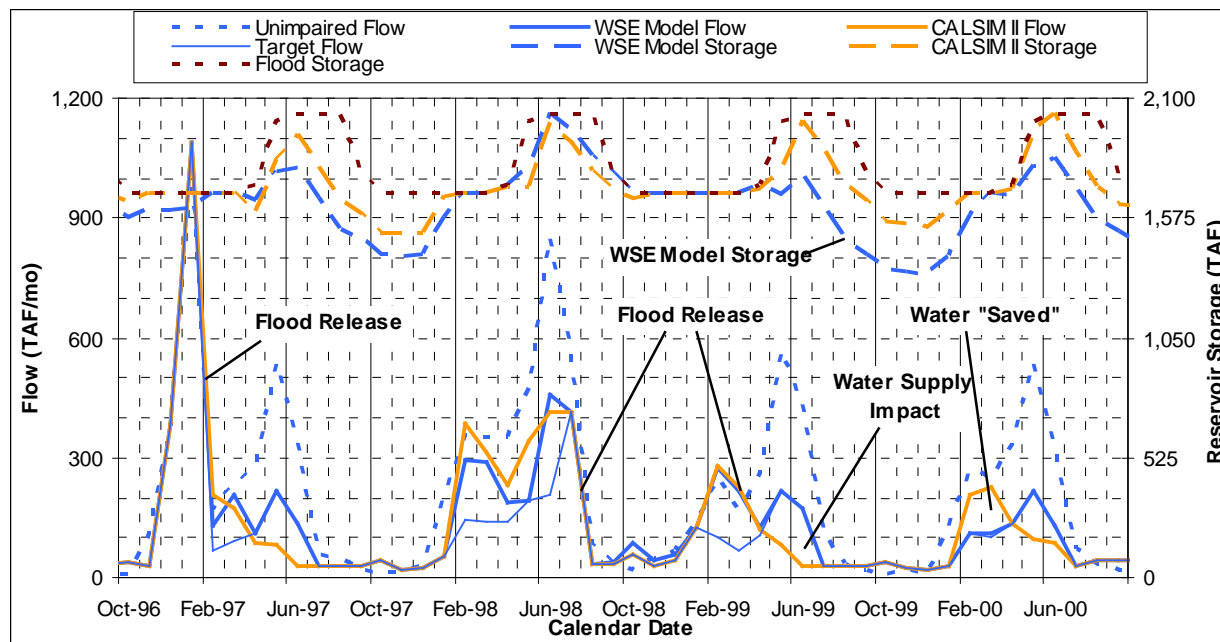 Unimpaired Flow WSE Model Flow CALSIM II Flow
Target Flow WSE Model Storage CALSIM II Storage
Flood Storage
1,200 2,100
900 1,575
WSE Model Storage
Flood Release Flood Release Water "Saved"
600 1,050
Water Supply
Impact
300 525
0 0
Flow (TAF/mo)
Reservoir Storage (TAF)
Oct-96 Feb-97 Jun-97 Oct-97 Feb-98 Jun-98 Oct-98 Feb-99 Jun-99 Oct-99 Feb-00 Jun-00
Calendar Date